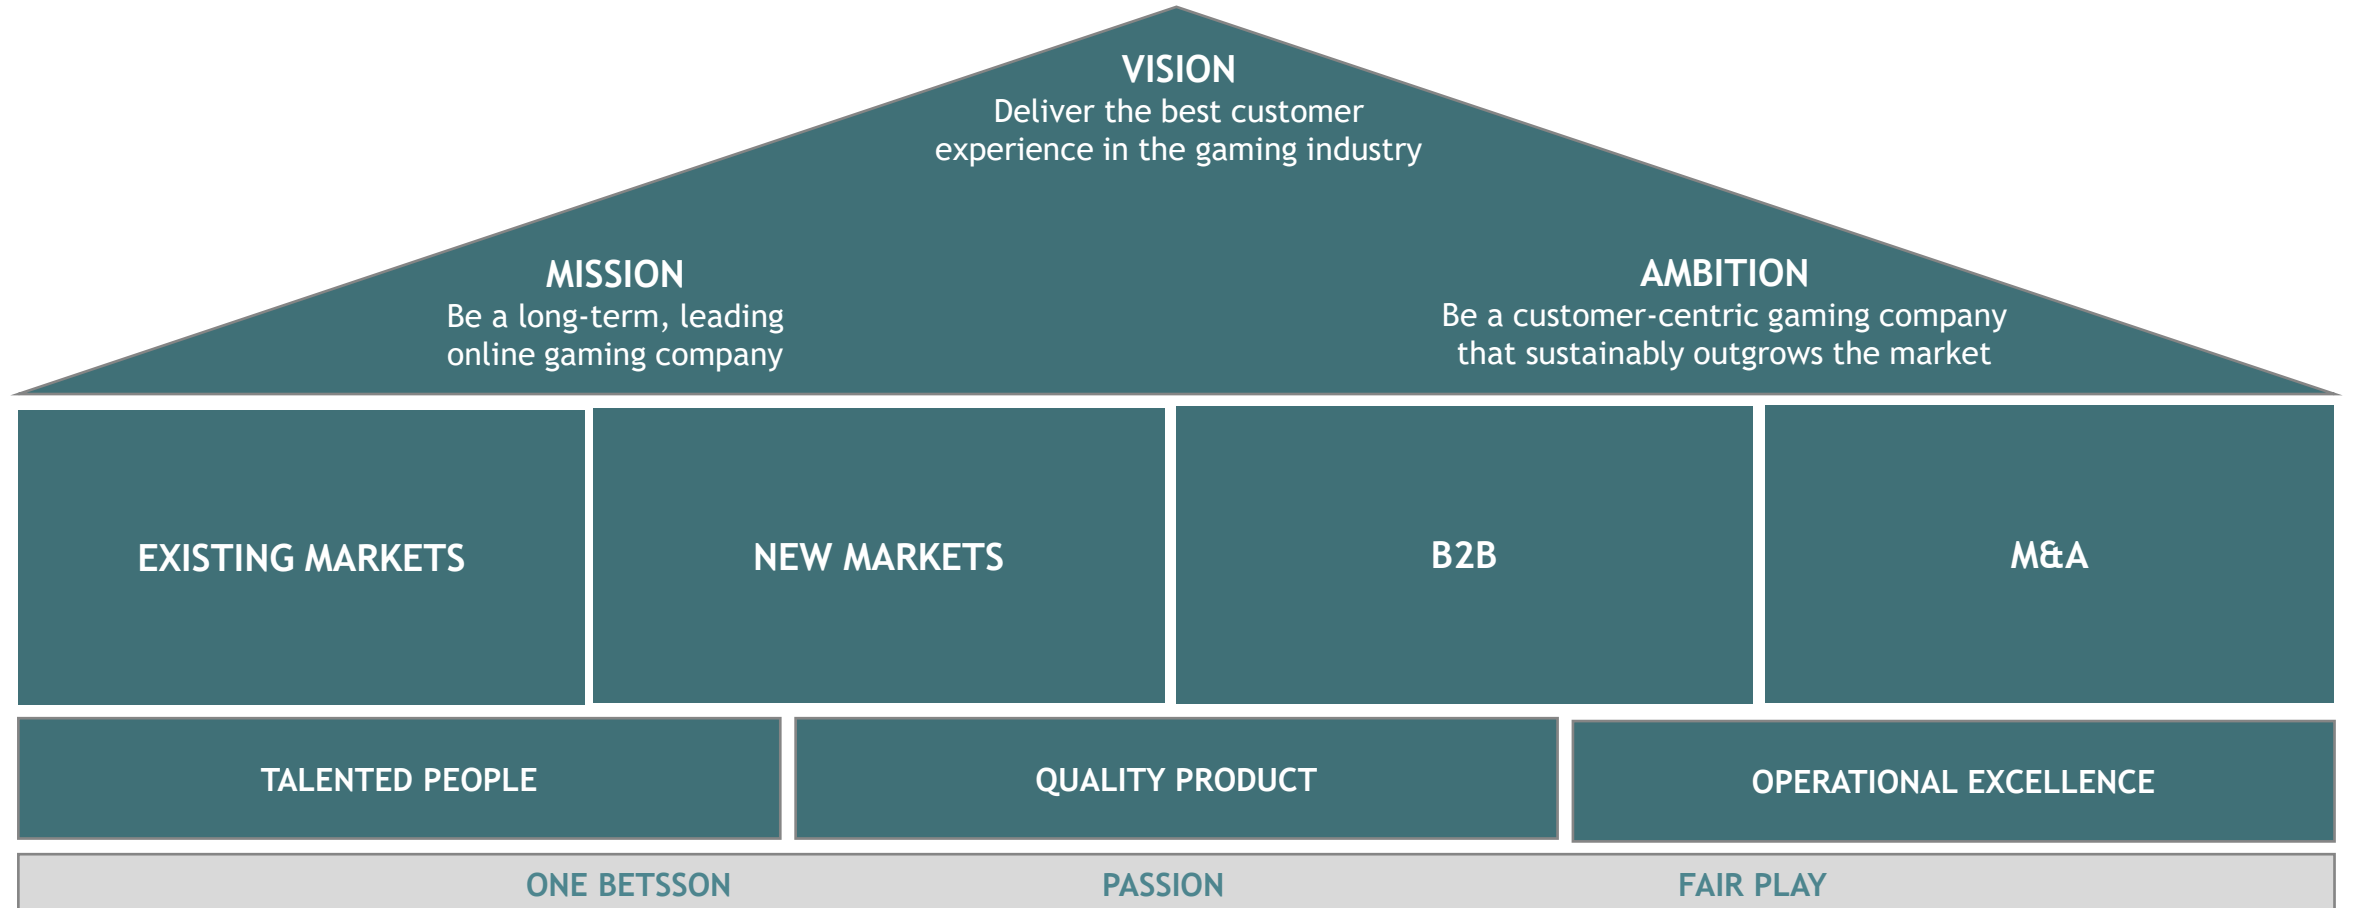 VISION
Deliver the best customer
experience in the gaming industry
MISSION
Be a long-term, leading
online gaming company
AMBITION
Be a customer-centric gaming company
that sustainably outgrows the market
EXISTING MARKETS
NEW MARKETS
B2B
M&A
TALENTED PEOPLE
QUALITY PRODUCT
OPERATIONAL EXCELLENCE
ONE BETSSON
PASSION
FAIR PLAY